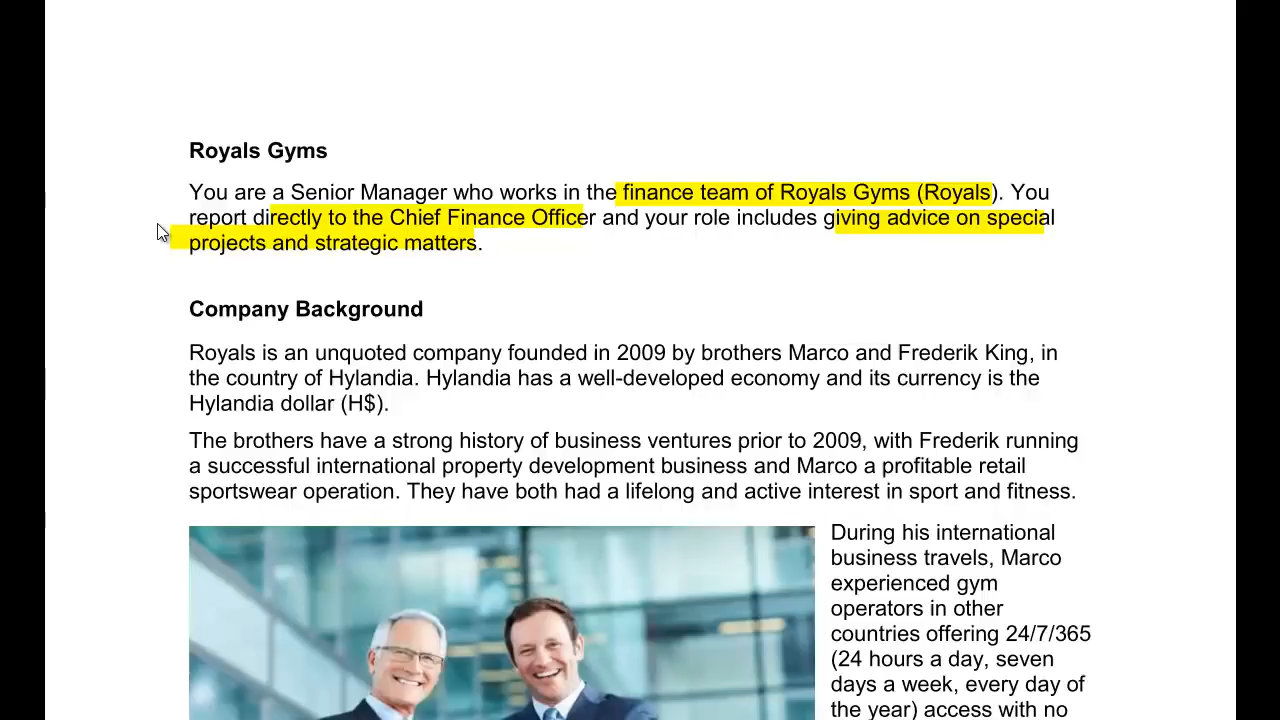 Royals Gyms
You are a Senior Manager who works in the finance team of Royals Gyms (Royals). You
report directly to the Chief Finance Officer and your role includes giving advice on special
projects and strategic matters.
Company Background
Royals is an unquoted company founded in 2009 by brothers Marco and Frederik King, in
the country of Hylandia. Hylandia has a well-developed economy and its currency is the
Hylandia dollar (H$).
The brothers have a strong history of business ventures prior to 2009, with Frederik running
a successful international property development business and Marco a profitable retail
sportswear operation. They have both had a lifelong and active interest in sport and fitness.
During his international
business travels, Marco
experienced gym
operators in other
countries offering 24/7/365
(24 hours a day, seven
days a week, every day of
the year) access with no